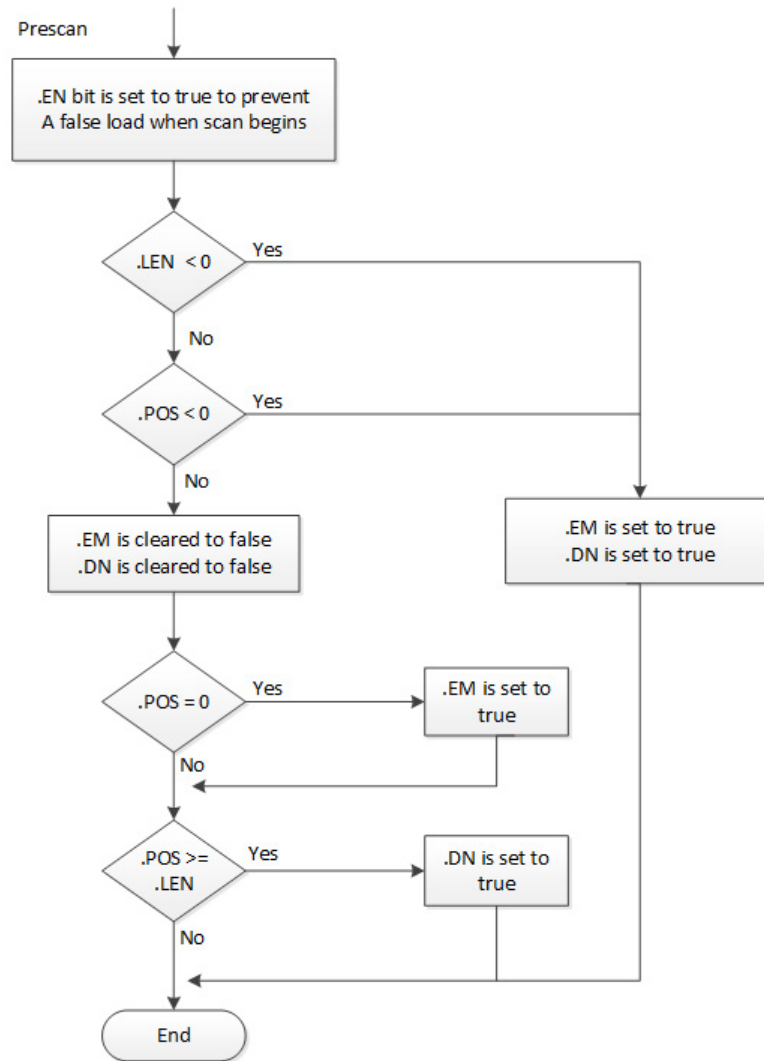 Prescan
.EN bit is set to true to prevent
A false load when scan begins
.LEN < 0
Yes
No
.POS < 0
Yes
No
.EM is cleared to false
.DN is cleared to false
.EM is set to true
.DN is set to true
.POS = 0
Yes
.EM is set to
true
No
.POS >=
.LEN
Yes
.DN is set to
true
No
End